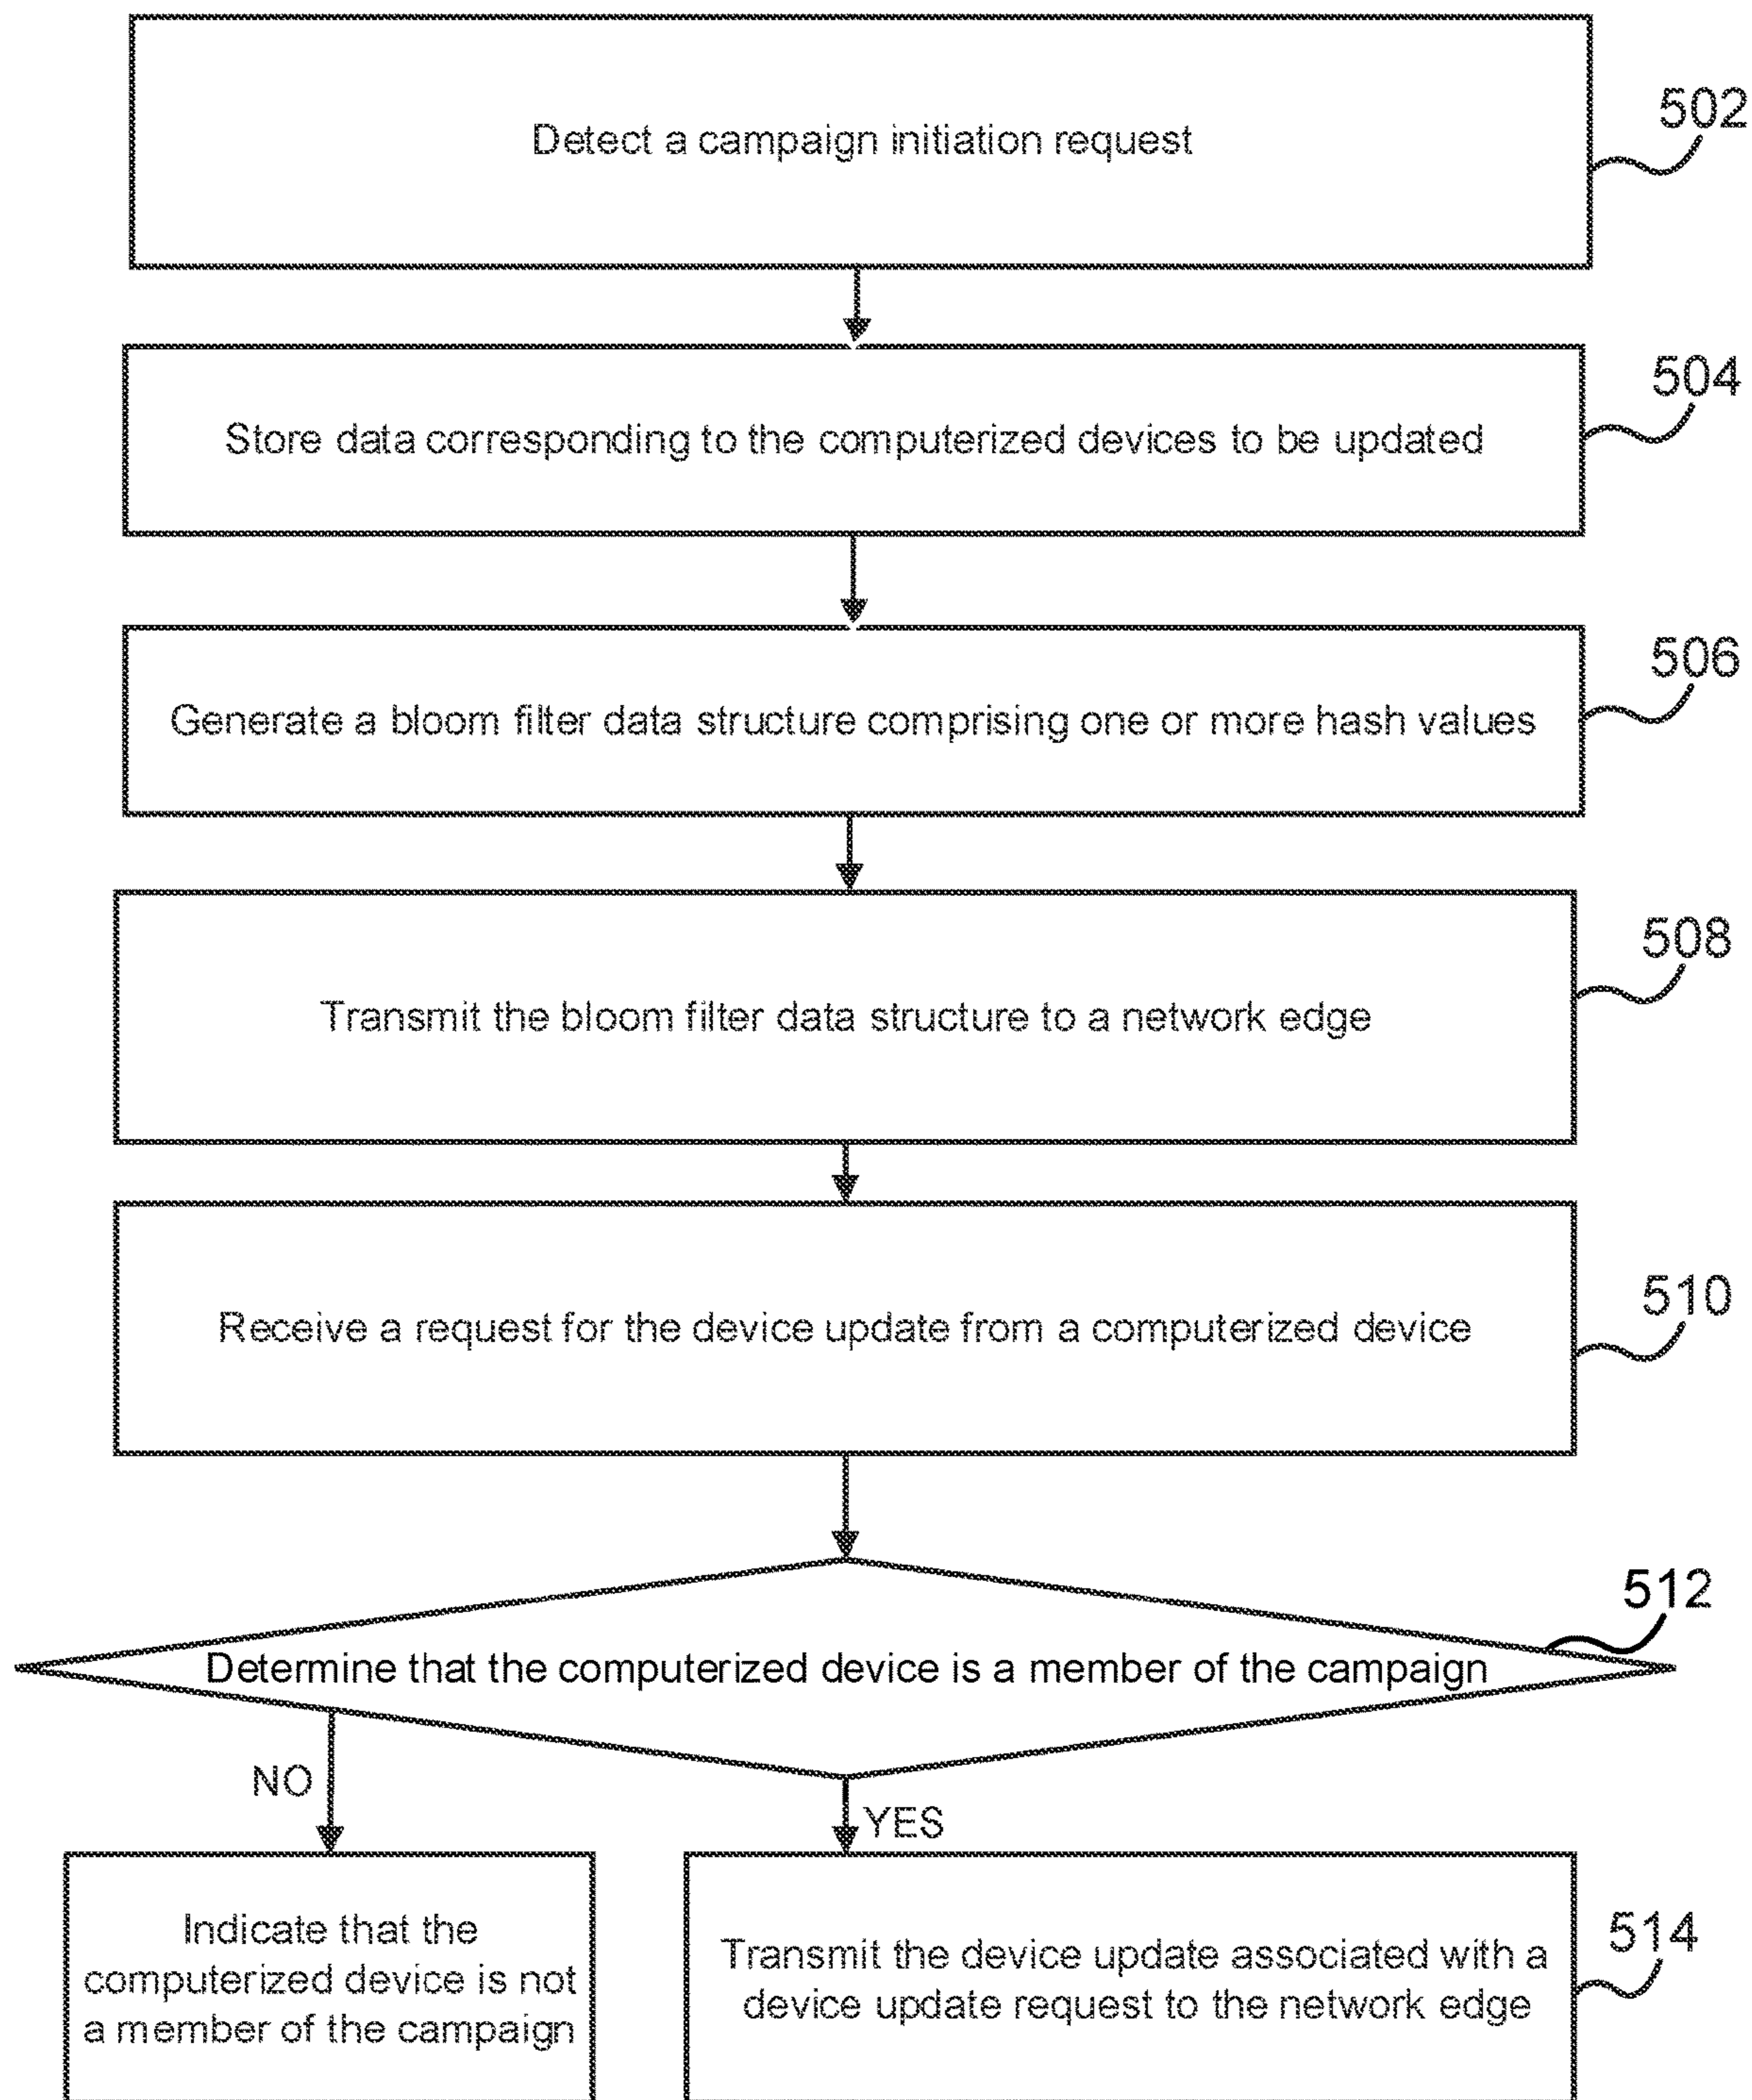 Detect a campaign initiation request
502
Store data corresponding to the computerized devices to be updated
504
Generate a bloom filter data structure comprising one or more hash values
506
Transmit the bloom filter data structure to a network edge
508
Receive a request for the device update from a computerized device
510
Determine that the computerized device is a member of the campaign
512
NO
YES
Indicate that the
computerized device is not
a member of the campaign
Transmit the device update associated with a
device update request to the network edge
514